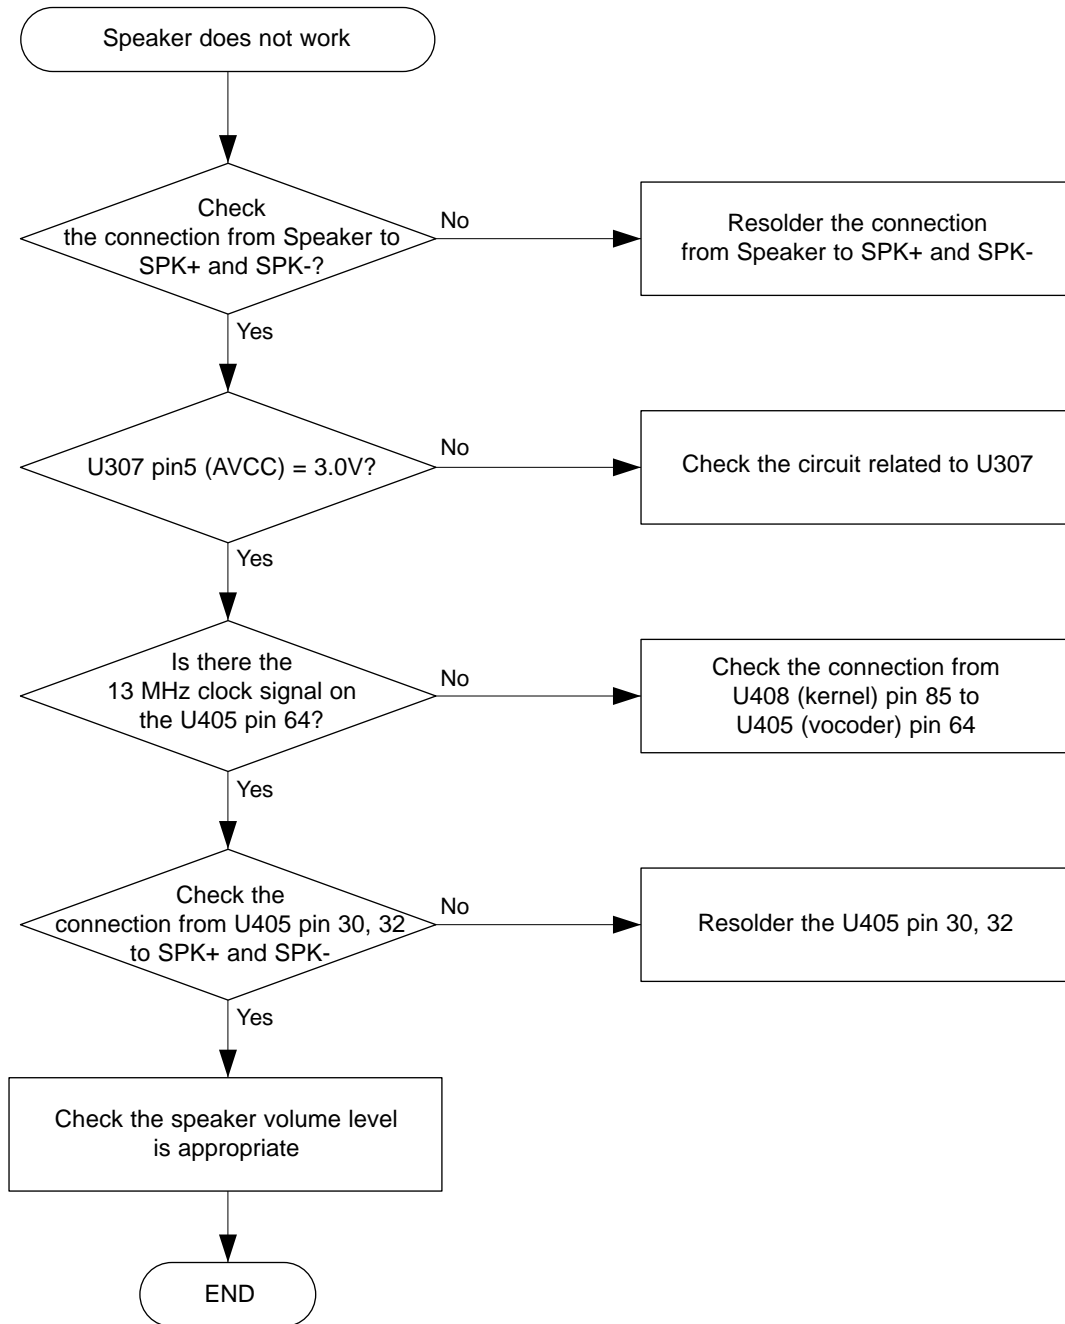 Speaker does not work
Check
the connection from Speaker to
SPK+ and SPK-?
No
Resolder the connection
from Speaker to SPK+ and SPK-
Yes
U307 pin5 (AVCC) = 3.0V?
No
Check the circuit related to U307
Yes
Is there the
13 MHz clock signal on
the U405 pin 64?
No
Check the connection from
U408 (kernel) pin 85 to
U405 (vocoder) pin 64
Yes
Check the
connection from U405 pin 30, 32
to SPK+ and SPK-
No
Resolder the U405 pin 30, 32
Yes
Check the speaker volume level
is appropriate
END